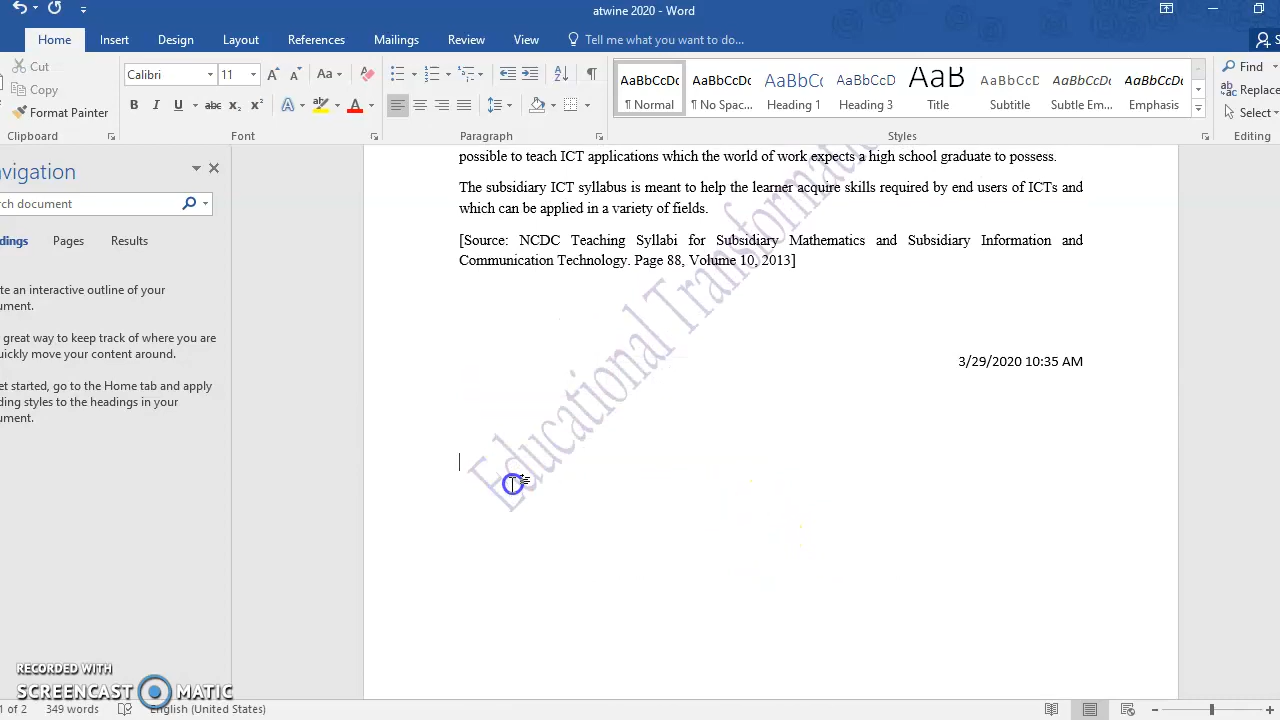 atwine 2020 - Word
Home Insert Design Layout References Mailings Review View Tell me what you want to do...
Cut
Copy
Format Painter
Clipboard
Calibri 11
Font
Paragraph
AaBbCcDc AaBbCcDc AaBbC( AaBbCcD AaB AaBbCcD AaBbCcDc AaBbCcDc
¶ Normal ¶ No Spac... Heading 1 Heading 3 Title Subtitle Subtle Em... Emphasis
Styles
Find
Replace
Select
Editing
avigation
rch document
dings Pages Results
ate an interactive outline of your
ument.
great way to keep track of where you are
uickly move your content around.
et started, go to the Home tab and apply
ding styles to the headings in your
ument.
possible to teach ICT applications which the world of work expects a high school graduate to possess.
The subsidiary ICT syllabus is meant to help the learner acquire skills required by end users of ICTs and
which can be applied in a variety of fields.
[Source: NCDC Teaching Syllabi for Subsidiary Mathematics and Subsidiary Information and
Communication Technology. Page 88, Volume 10, 2013]
3/29/2020 10:35 AM
Educational Transformati
RECORDED WITH
SCREENCAST MATIC
1 of 2 349 words English (United States)